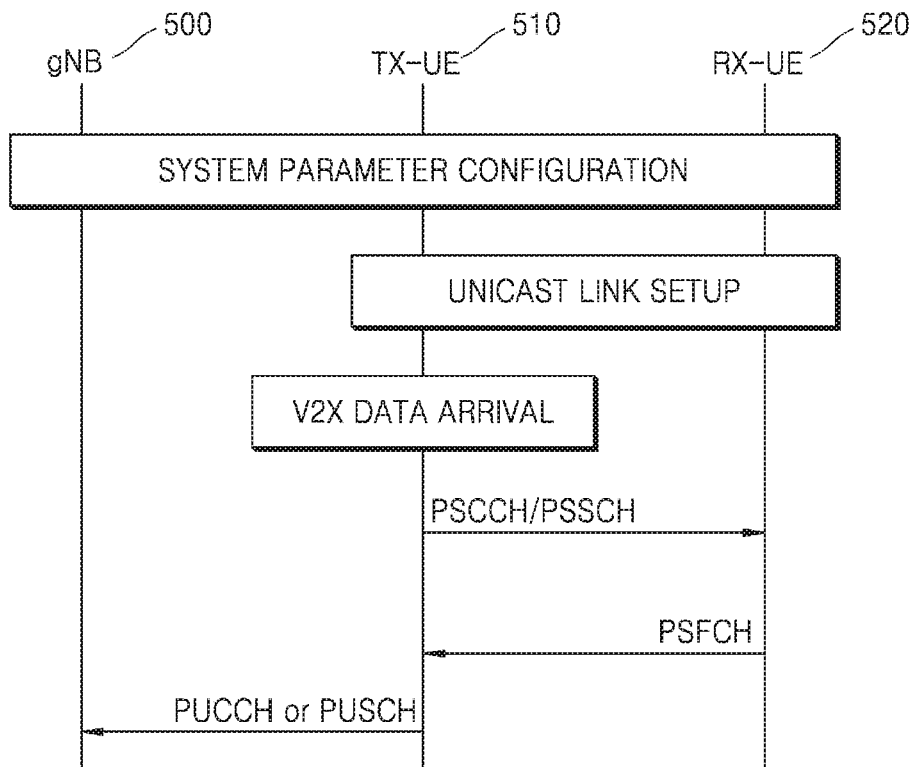 500 510 520
gNB TX-UE RX-UE
SYSTEM PARAMETER CONFIGURATION
UNICAST LINK SETUP
V2X DATA ARRIVAL
PSCCH/PSSCH
PSFCH
PUCCH or PUSCH